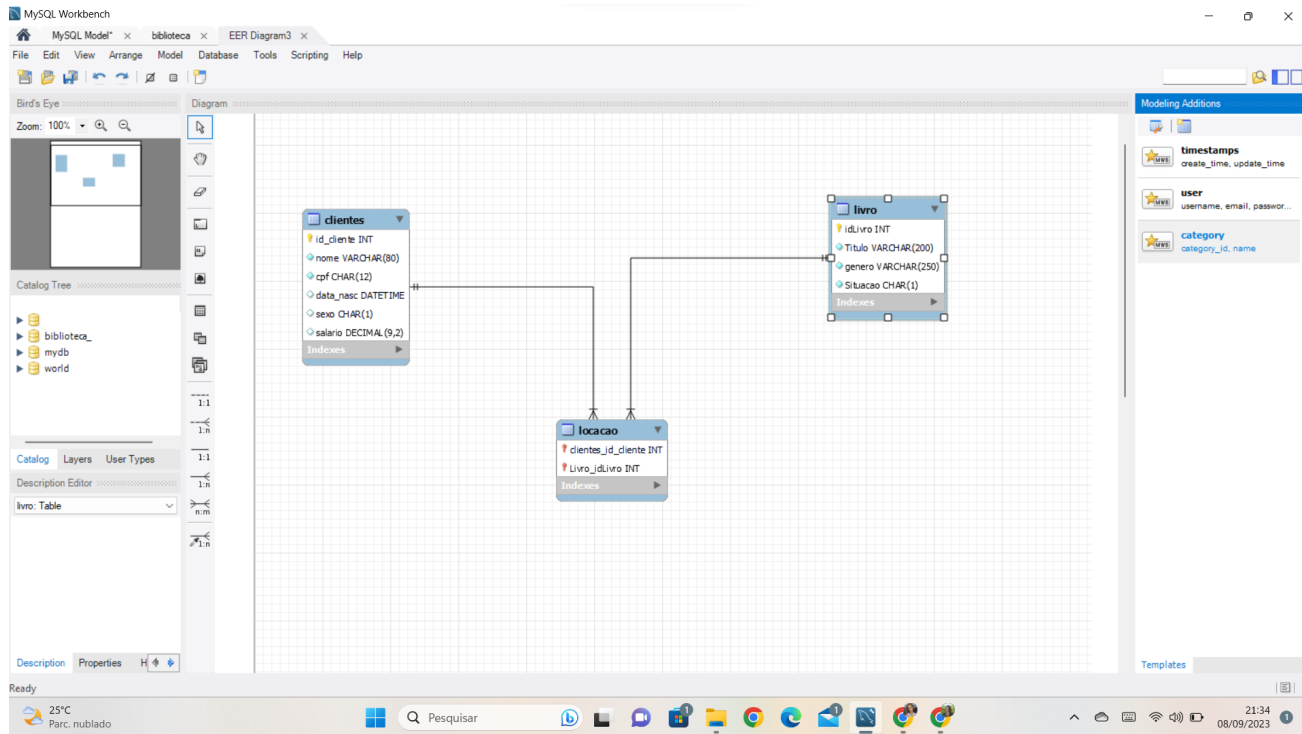 MySQL Workbench
MySQL Model* × biblioteca × EER Diagram3 ×
File Edit View Arrange Model Database Tools Scripting Help
Bird's Eye
Zoom: 100%
Catalog Tree
biblioteca_
mydb
world
Catalog Layers User Types
Description Editor
livro: Table
Description Properties H
Diagram
1:1
1:n
1:1
1:n
n:m
1:n
clientes
id_cliente INT
nome VARCHAR(80)
cpf CHAR(12)
data_nasc DATETIME
sexo CHAR(1)
salario DECIMAL(9,2)
Indexes
livro
idLivro INT
Titulo VARCHAR(200)
genero VARCHAR(250)
Situacao CHAR(1)
Indexes
locacao
clientes_id_cliente INT
Livro_idLivro INT
Indexes
Modeling Additions
timestamps
create_time, update_time
user
username, email, passwor...
category
category_id, name
Templates
Ready
25°C
Parc. nublado
Pesquisar
21:34
08/09/2023